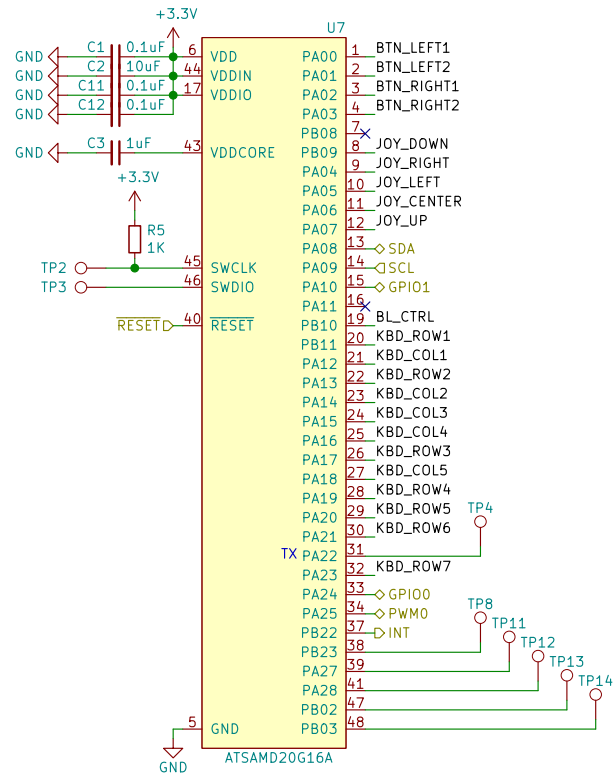 +3.3V
U7
GND C1 0.1uF 6 VDD PA00 1 BTN_LEFT1
GND C2 10uF 44 VDDIN PA01 2 BTN_LEFT2
GND C11 0.1uF 17 VDDIO PA02 3 BTN_RIGHT1
GND C12 0.1uF PA03 4 BTN_RIGHT2
PB08 7
GND C3 1uF 43 VDDCORE PB09 8 JOY_DOWN
PA04 9 JOY_RIGHT
+3.3V PA05 10 JOY_LEFT
PA06 11 JOY_CENTER
R5 PA07 12 JOY_UP
1K PA08 13 SDA
TP2 45 SWCLK PA09 14 SCL
TP3 46 SWDIO PA10 15 GPIO1
PA11 16
RESET 40 RESET PB10 19 BL_CTRL
PB11 20 KBD_ROW1
PA12 21 KBD_COL1
PA13 22 KBD_ROW2
PA14 23 KBD_COL2
PA15 24 KBD_COL3
PA16 25 KBD_COL4
PA17 26 KBD_ROW3
PA18 27 KBD_COL5
PA19 28 KBD_ROW4
PA20 29 KBD_ROW5
PA21 30 KBD_ROW6
TX PA22 31 TP4
PA23 32 KBD_ROW7
PA24 33 GPIO0
PA25 34 PWM0
PB22 37 INT
PB23 38 TP8
PA27 39 TP11
PA28 41 TP12
PB02 47 TP13
5 GND PB03 48 TP14
GND
ATSAMD20G16A